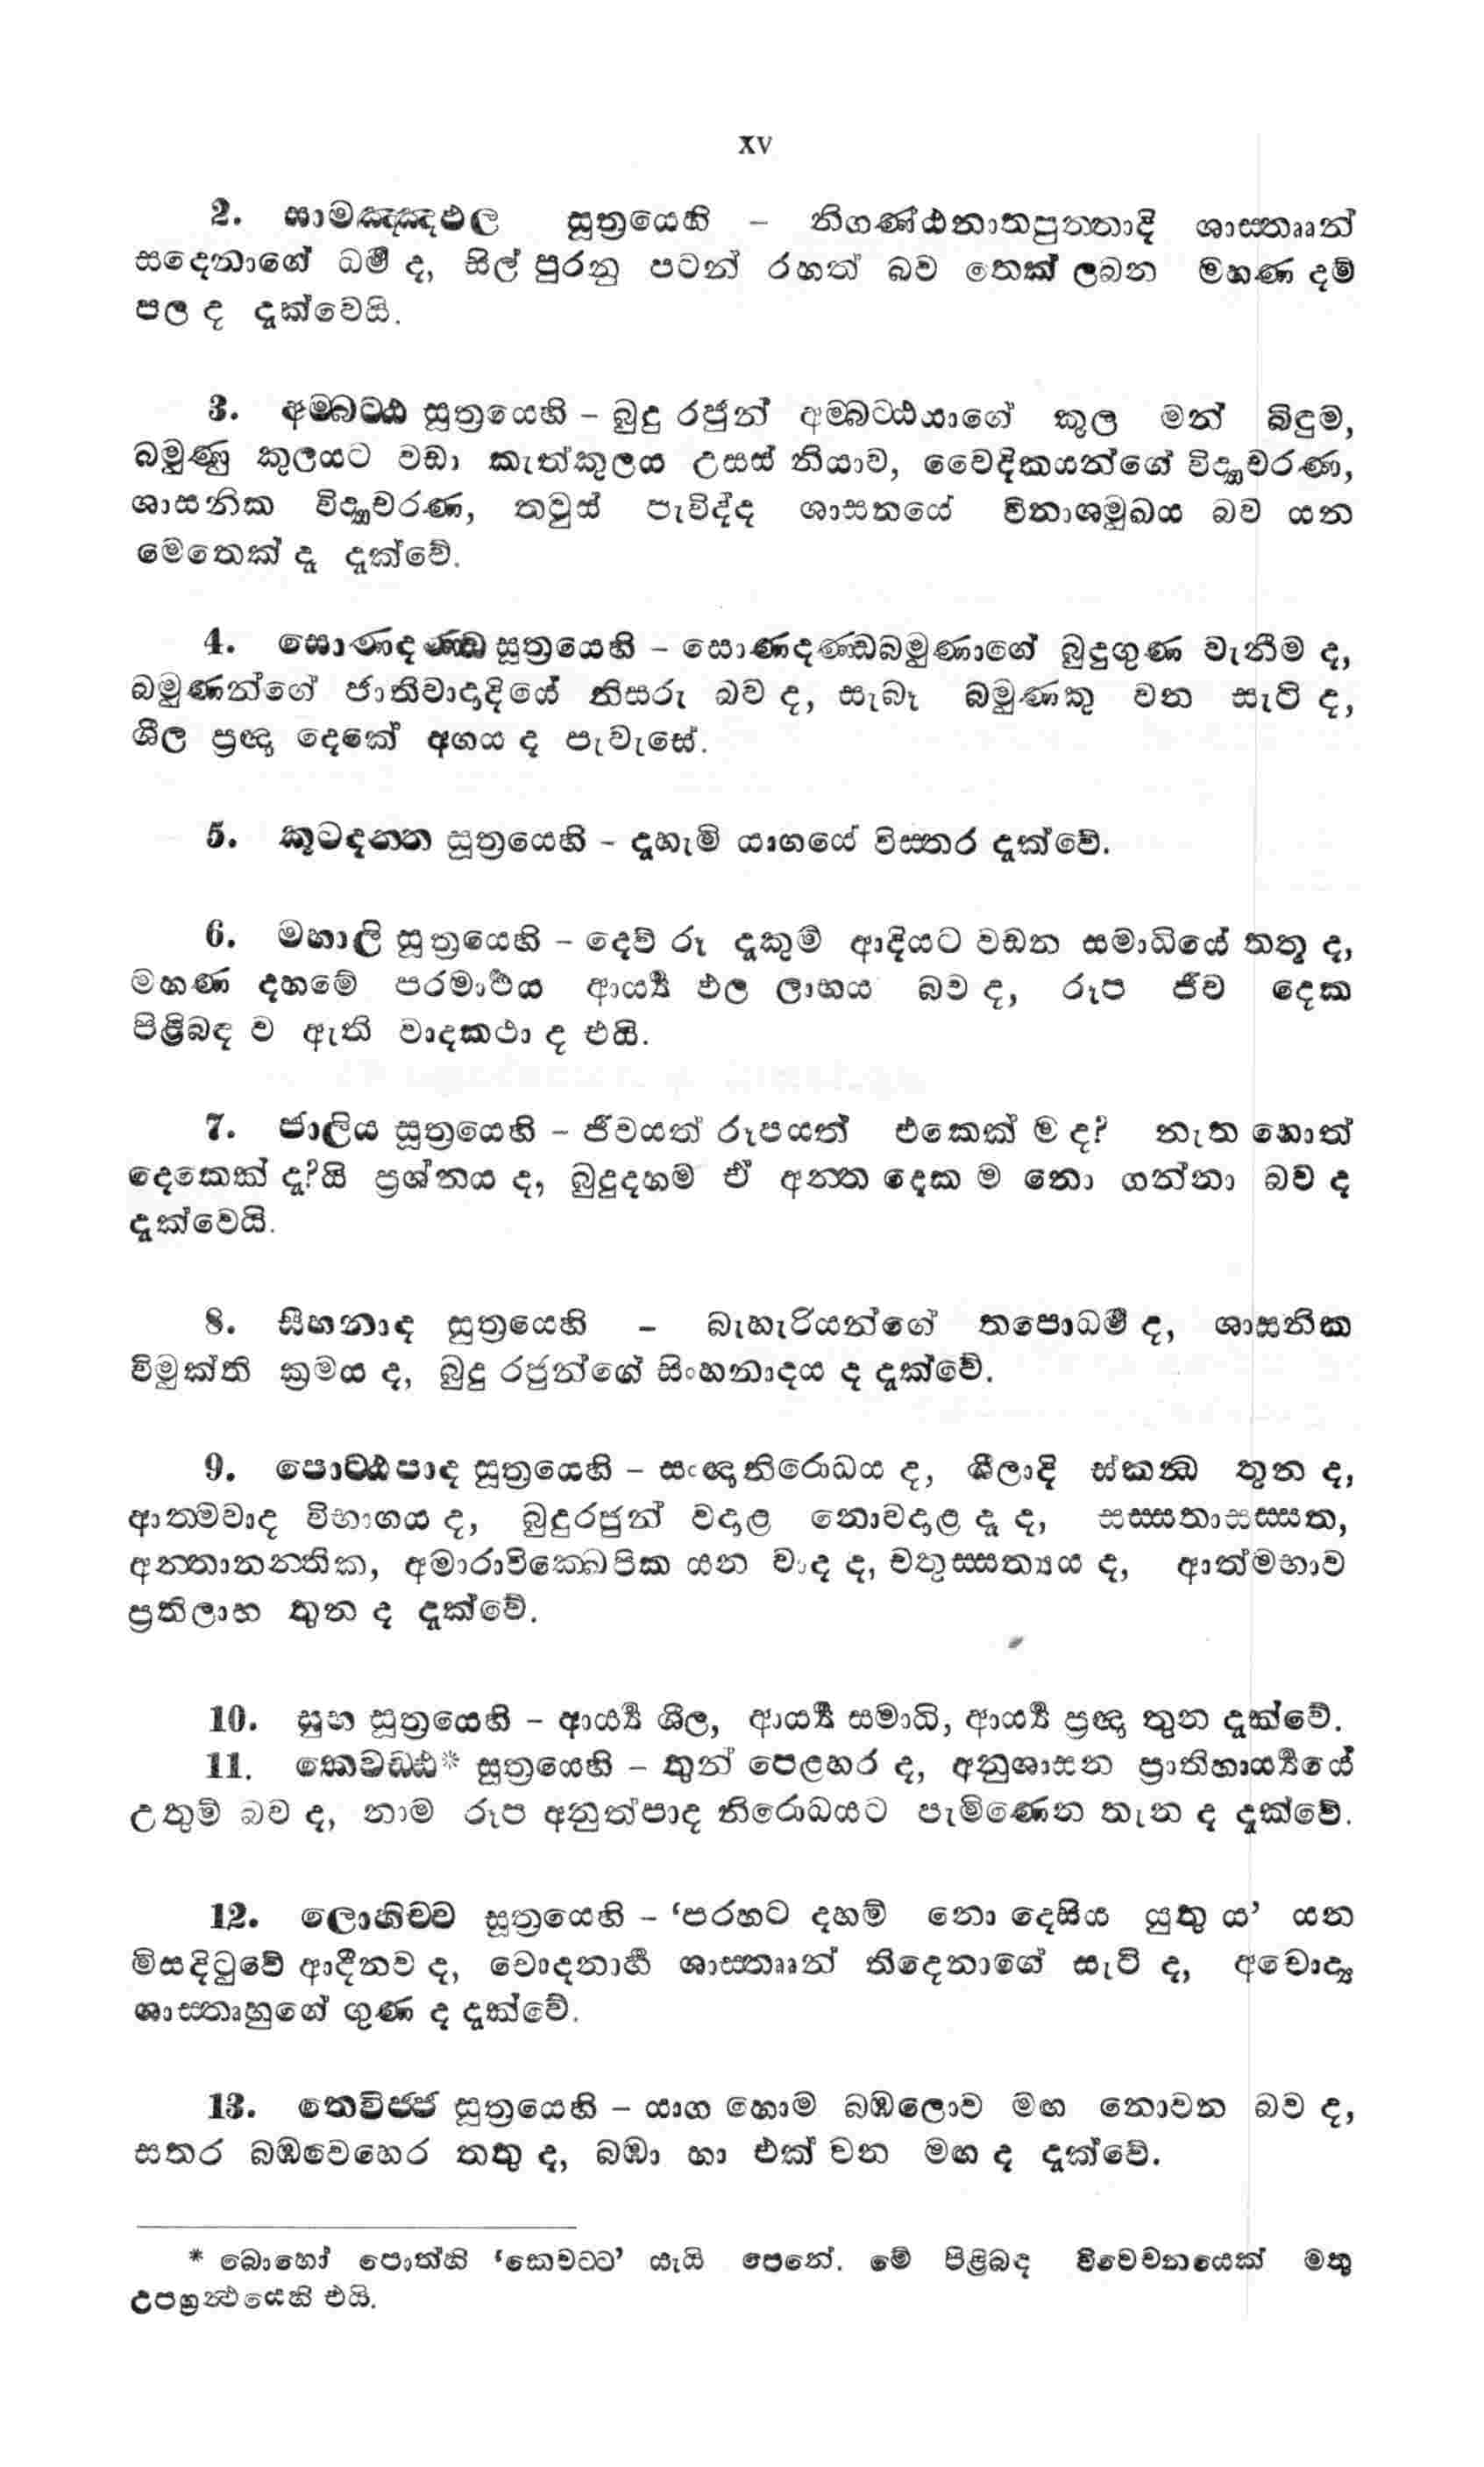 xv
2. සාමඤ්ඤඵල සූත්‍රයෙහි – නිගණ්ඨනාතපුත්තාදි ශාස්තෲන්
සදෙනාගේ ධර්‍ම ද, සිල් පුරනු පටන් රහත් බව තෙක් ලබන මහණ දම්
පල ද දැක්වෙයි.
3. අම්බට්ඨ සූත්‍රයෙහි – බුදු රජුන් අම්බට්ඨයාගේ කුල මන් බිඳුම,
බමුණු කුලයට වඩා කැත්කුලය උසස් නියාව, වෛදිකයන්ගේ විද්‍යාචරණ,
ශාසනික විද්‍යාචරණ, තවුස් පැවිද්ද ශාසනයේ විනාශමුඛය බව යන
මෙතෙක් දෑ දැක්වේ.
4. සොණදණ්ඩ සූත්‍රයෙහි – සොණදණ්ඩබමුණාගේ බුදුගුණ වැනීම ද,
බමුණන්ගේ ජාතිවාදාදියේ නිසරු බව ද, සැබෑ බමුණකු වන සැටි ද,
ශීල ප්‍රඥා දෙකේ අගය ද පැවැසේ.
5. කූටදන්ත සූත්‍රයෙහි – දැහැමි යාගයේ විස්තර දැක්වේ.
6. මහාලි සූත්‍රයෙහි – දෙව් රූ දැකුම් ආදියට වඩන සමාධියේ තතු ද,
මහණ දහමේ පරමාර්‍ථය ආර්‍ය්‍ය ඵල ලාභය බව ද, රූප ජීව දෙක
පිළිබඳ ව ඇති වාදකථා ද එයි.
7. ජාලිය සූත්‍රයෙහි – ජීවයත් රූපයත් එකෙක් ම ද? නැත හොත්
දෙකෙක් දැ?යි ප්‍රශ්නය ද, බුදුදහම ඒ අන්ත දෙක ම නො ගන්නා බව ද
දැක්වෙයි.
8. සීහනාද සූත්‍රයෙහි – බැහැරියන්ගේ තපොධර්‍ම ද, ශාසනික
විමුක්ති ක්‍රමය ද, බුදු රජුන්ගේ සිංහනාදය ද දැක්වේ.
9. පොට්ඨපාද සූත්‍රයෙහි – සංඥානිරොධය ද, ශීලාදි ස්කන්‍ධ තුන ද,
ආත්මවාද විභාගය ද, බුදුරජුන් වදාළ නොවදාළ දෑ ද, සස්සතාසස්සත,
අන්තානන්තික, අමාරාවික්ඛෙපික යන වාද ද, චතුස්සත්‍යය ද, ආත්මභාව
ප්‍රතිලාභ තුන ද දැක්වේ.
10. සුභ සූත්‍රයෙහි – ආර්‍ය්‍ය ශීල, ආර්‍ය්‍ය සමාධි, ආර්‍ය්‍ය ප්‍රඥා තුන දැක්වේ.
11. කෙවඩ්ඪ* සූත්‍රයෙහි – තුන් පෙළහර ද, අනුශාසන ප්‍රාතිහාර්‍ය්‍යයේ
උතුම් බව ද, නාම රූප අනුත්පාද නිරොධයට පැමිණෙන තැන ද දැක්වේ.
12. ලොහිච්ච සූත්‍රයෙහි – ‘පරහට දහම් නො දෙසිය යුතු ය’ යන
මිසදිටුවේ ආදීනව ද, චොදනාර්‍හ ශාස්තෲන් තිදෙනාගේ සැටි ද, අචොද්‍ය
ශාස්තෘහුගේ ගුණ ද දැක්වේ.
13. තෙවිජ්ජ සූත්‍රයෙහි – යාග හොම බඹලොව මඟ නොවන බව ද,
සතර බඹවෙහෙර තතු ද, බඹා හා එක් වන මඟ ද දැක්වේ.
* බොහෝ පොත්හි ‘කෙවට්ට’ යැයි පෙනේ. මේ පිළිබඳ විවෙචනයෙක් මතු
උපග්‍රන්‍ථයෙහි එයි.